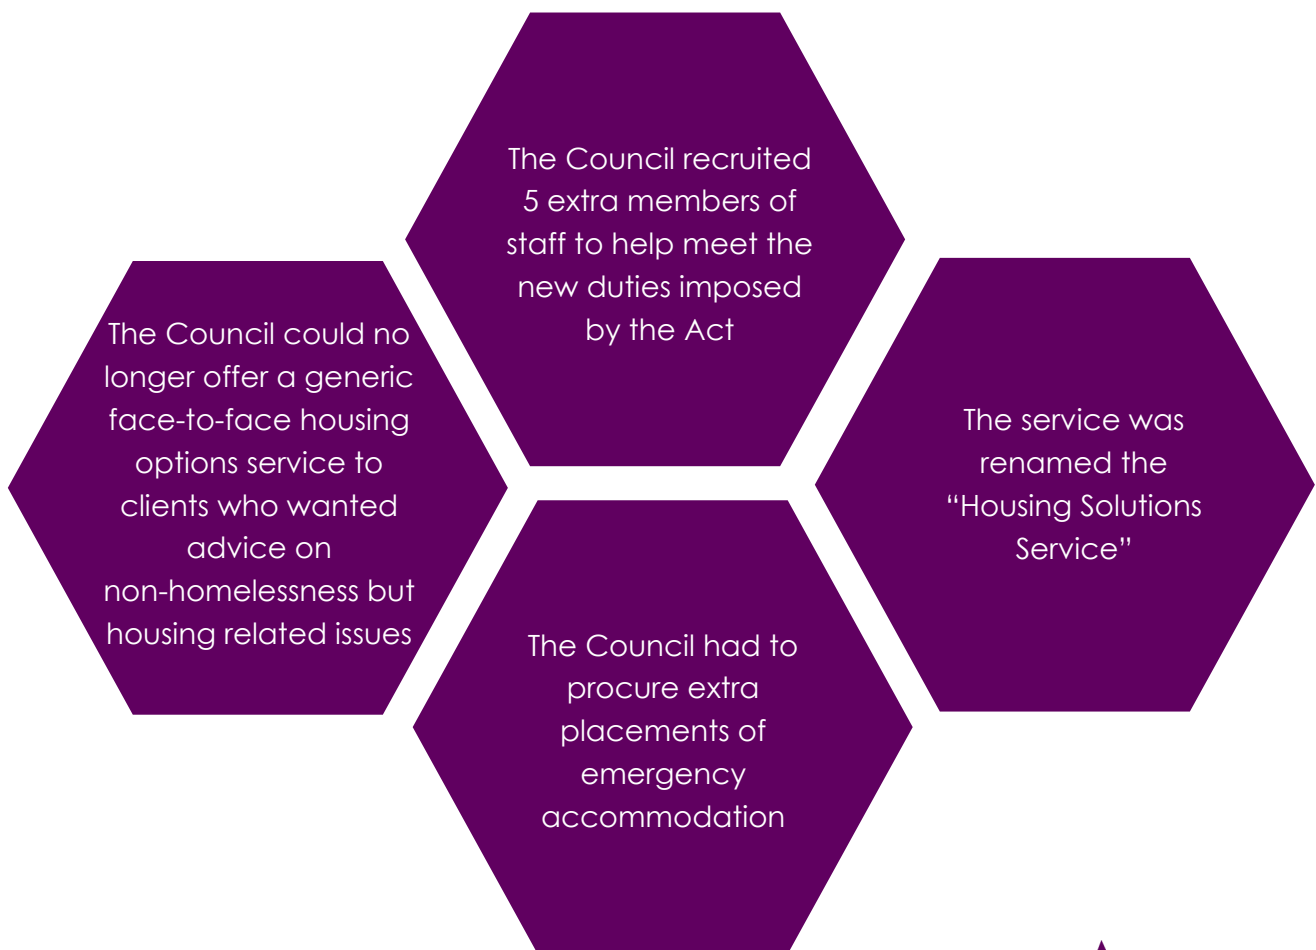 The Council recruited
5 extra members of
staff to help meet the
new duties imposed
by the Act
The Council could no
longer offer a generic
face-to-face housing
options service to
clients who wanted
advice on
non-homelessness but
housing related issues
The service was
renamed the
“Housing Solutions
Service”
The Council had to
procure extra
placements of
emergency
accommodation